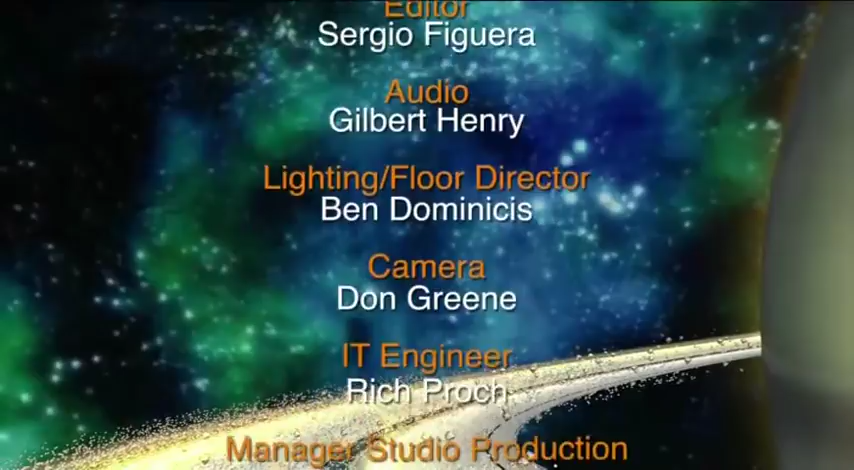 Editor
Sergio Figuera
Audio
Gilbert Henry
Lighting/Floor Director
Ben Dominicis
Camera
Don Greene
IT Engineer
Rich Proch
Manager Studio Production